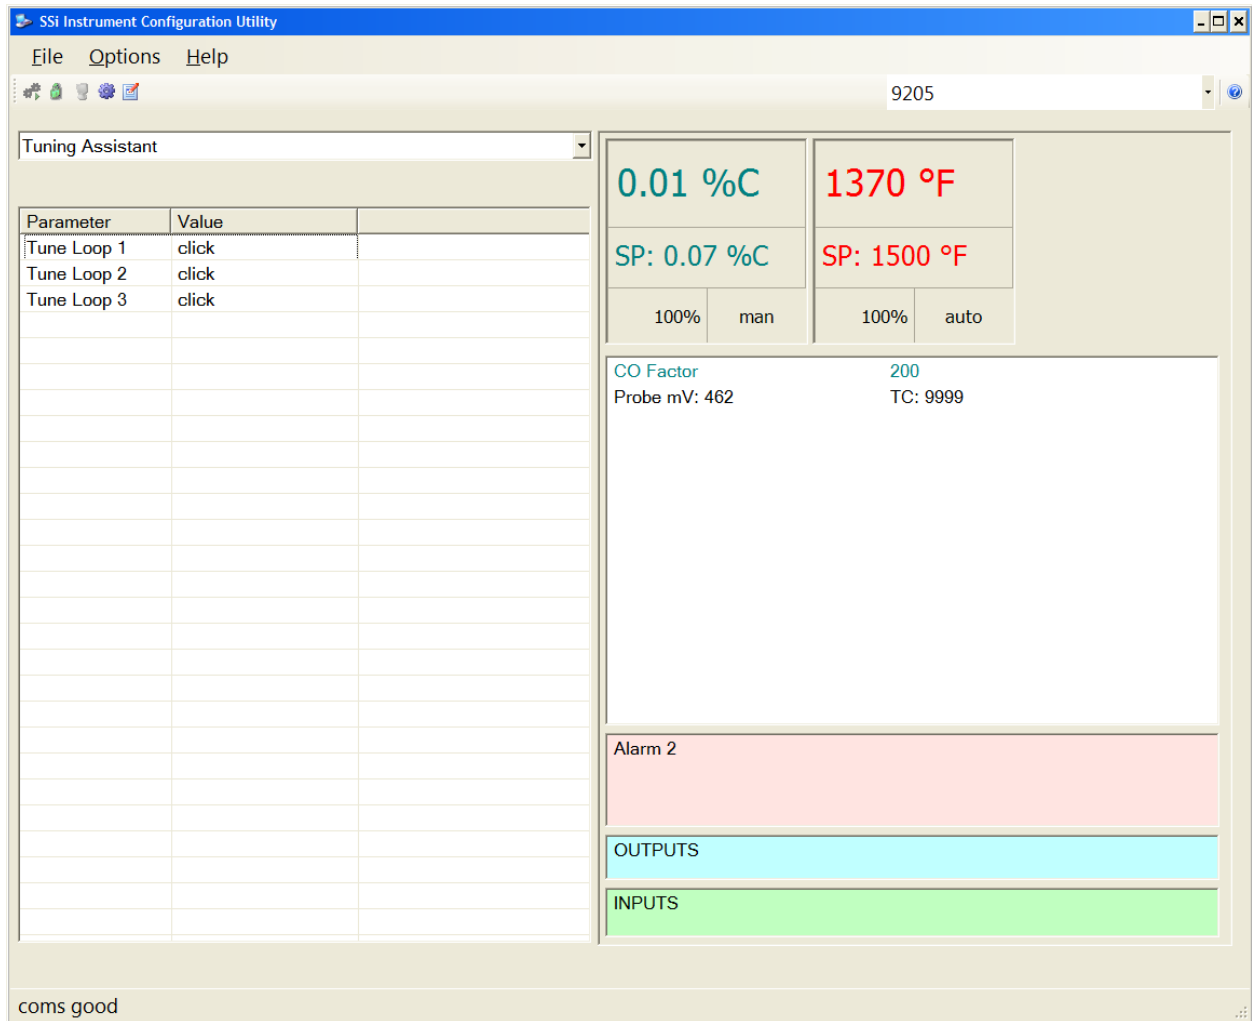 SSi Instrument Configuration Utility
File Options Help
9205
Tuning Assistant
Parameter Value
Tune Loop 1 click
Tune Loop 2 click
Tune Loop 3 click
0.01 %C
SP: 0.07 %C
100% man
1370 °F
SP: 1500 °F
100% auto
CO Factor 200
Probe mV: 462 TC: 9999
Alarm 2
OUTPUTS
INPUTS
coms good